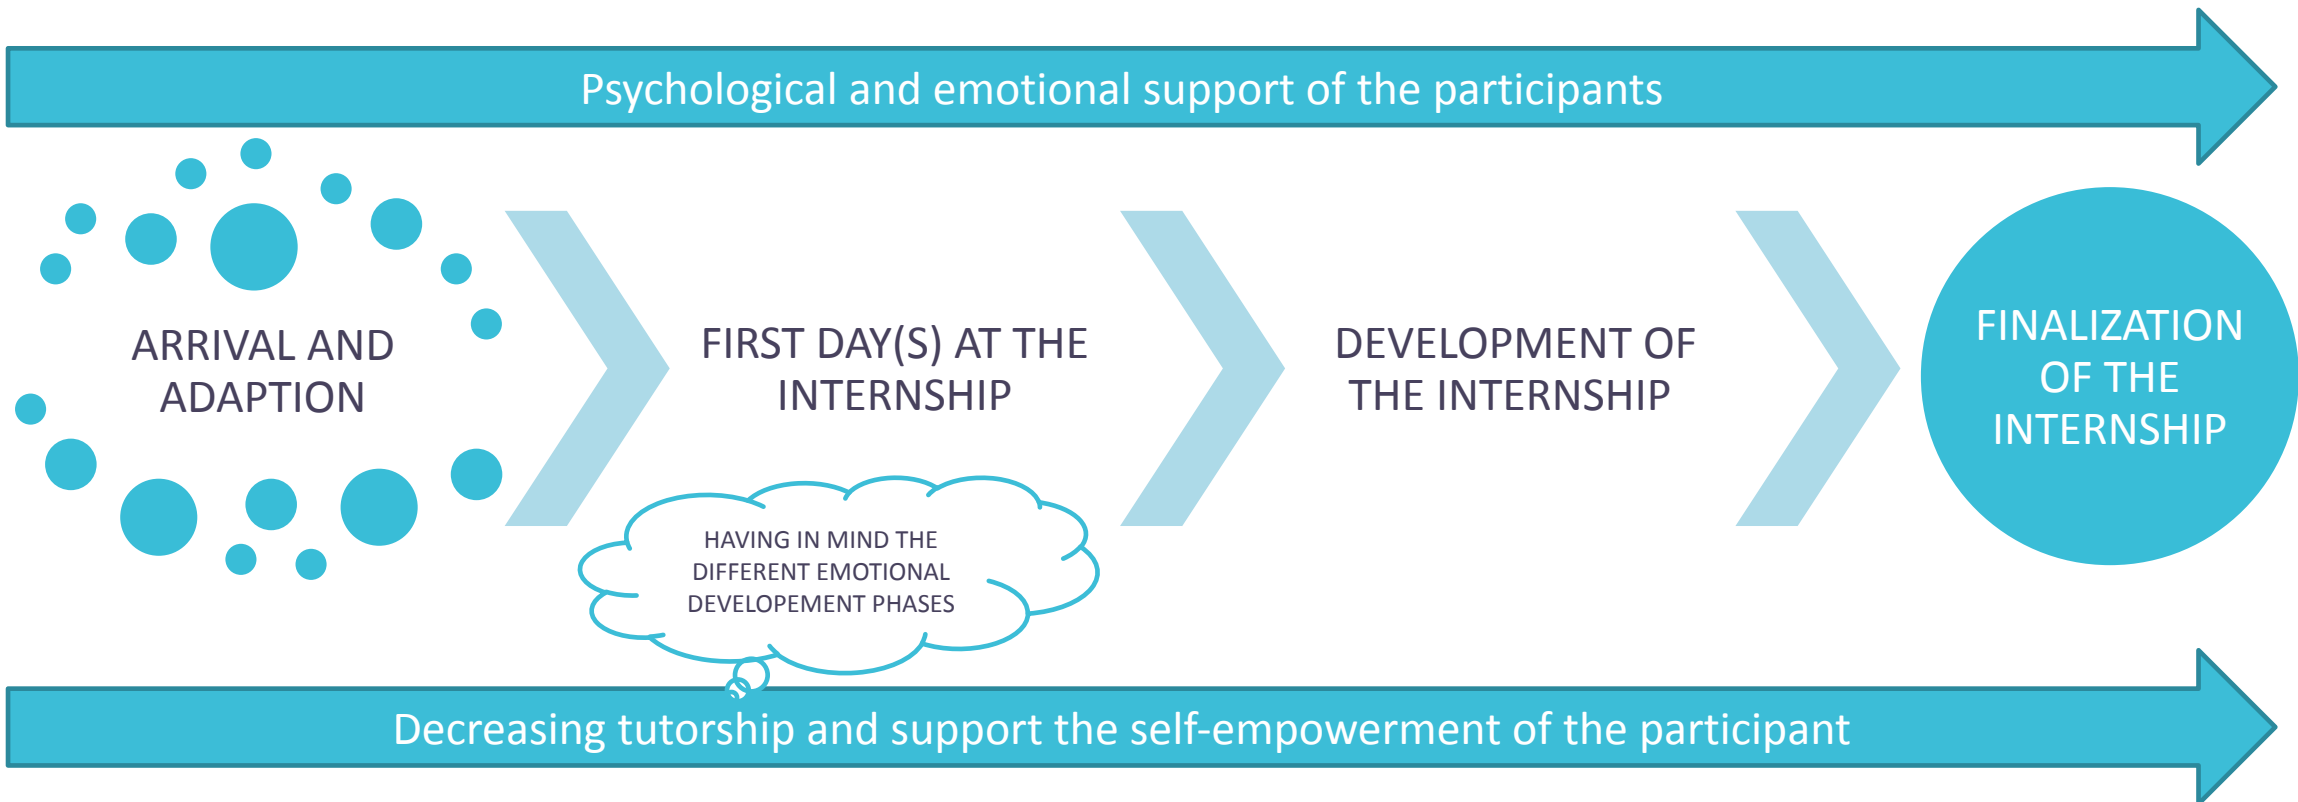 Psychological and emotional support of the participants
ARRIVAL AND
ADAPTION
FIRST DAY(S) AT THE
INTERNSHIP
DEVELOPMENT OF
THE INTERNSHIP
FINALIZATION
OF THE
INTERNSHIP
HAVING IN MIND THE
DIFFERENT EMOTIONAL
DEVELOPEMENT PHASES
Decreasing tutorship and support the self-empowerment of the participant